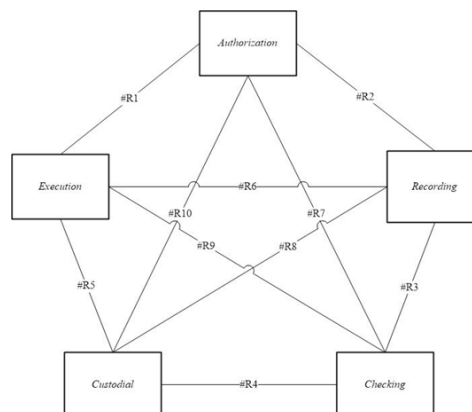 Authorization
#R1
#R2
Execution
#R6
Recording
#R10
#R7
#R9
#R8
#R5
#R3
Custodial
#R4
Checking